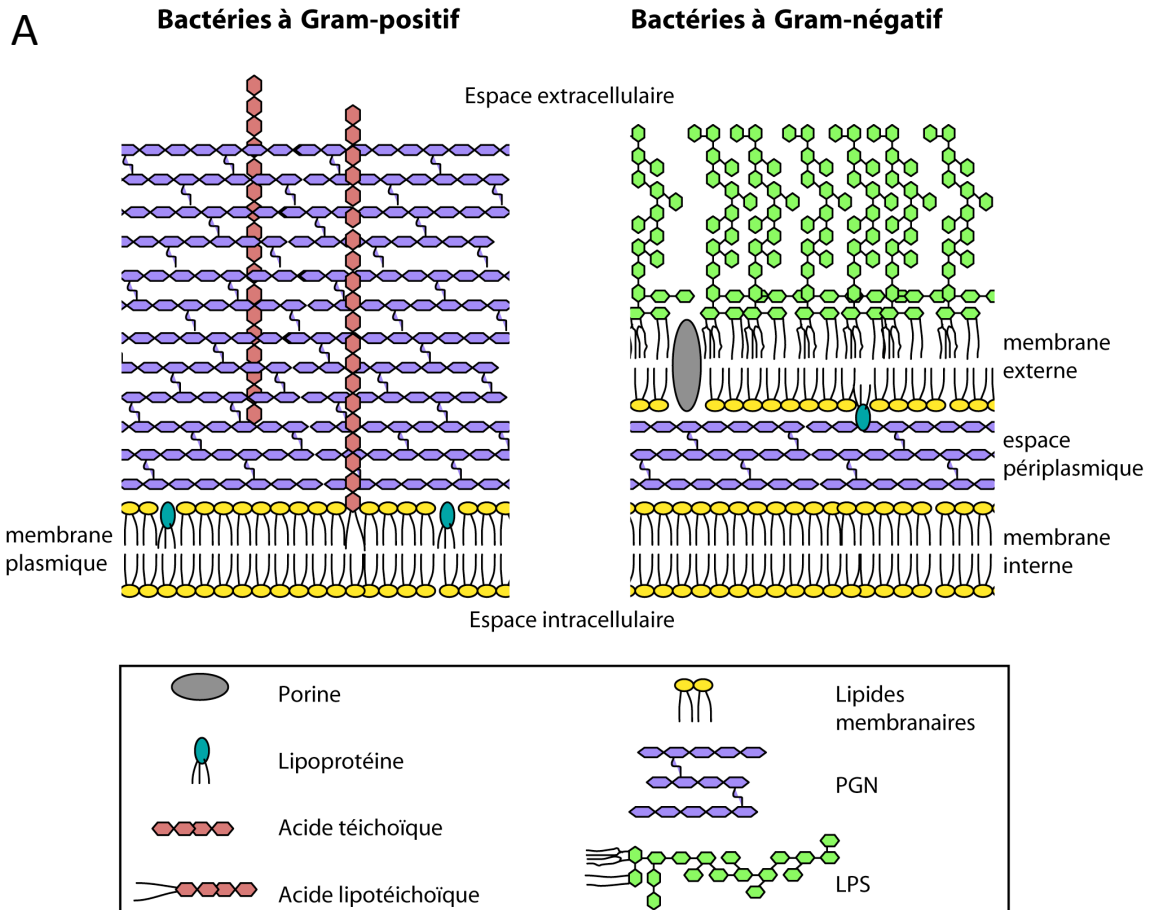 A
Bactéries à Gram-positif
Bactéries à Gram-négatif
Espace extracellulaire
membrane
externe
espace
périplasmique
membrane
plasmique
membrane
interne
Espace intracellulaire
Porine
Lipoprotéine
Acide téichoïque
Acide lipotéichoïque
Lipides
membranaires
PGN
LPS